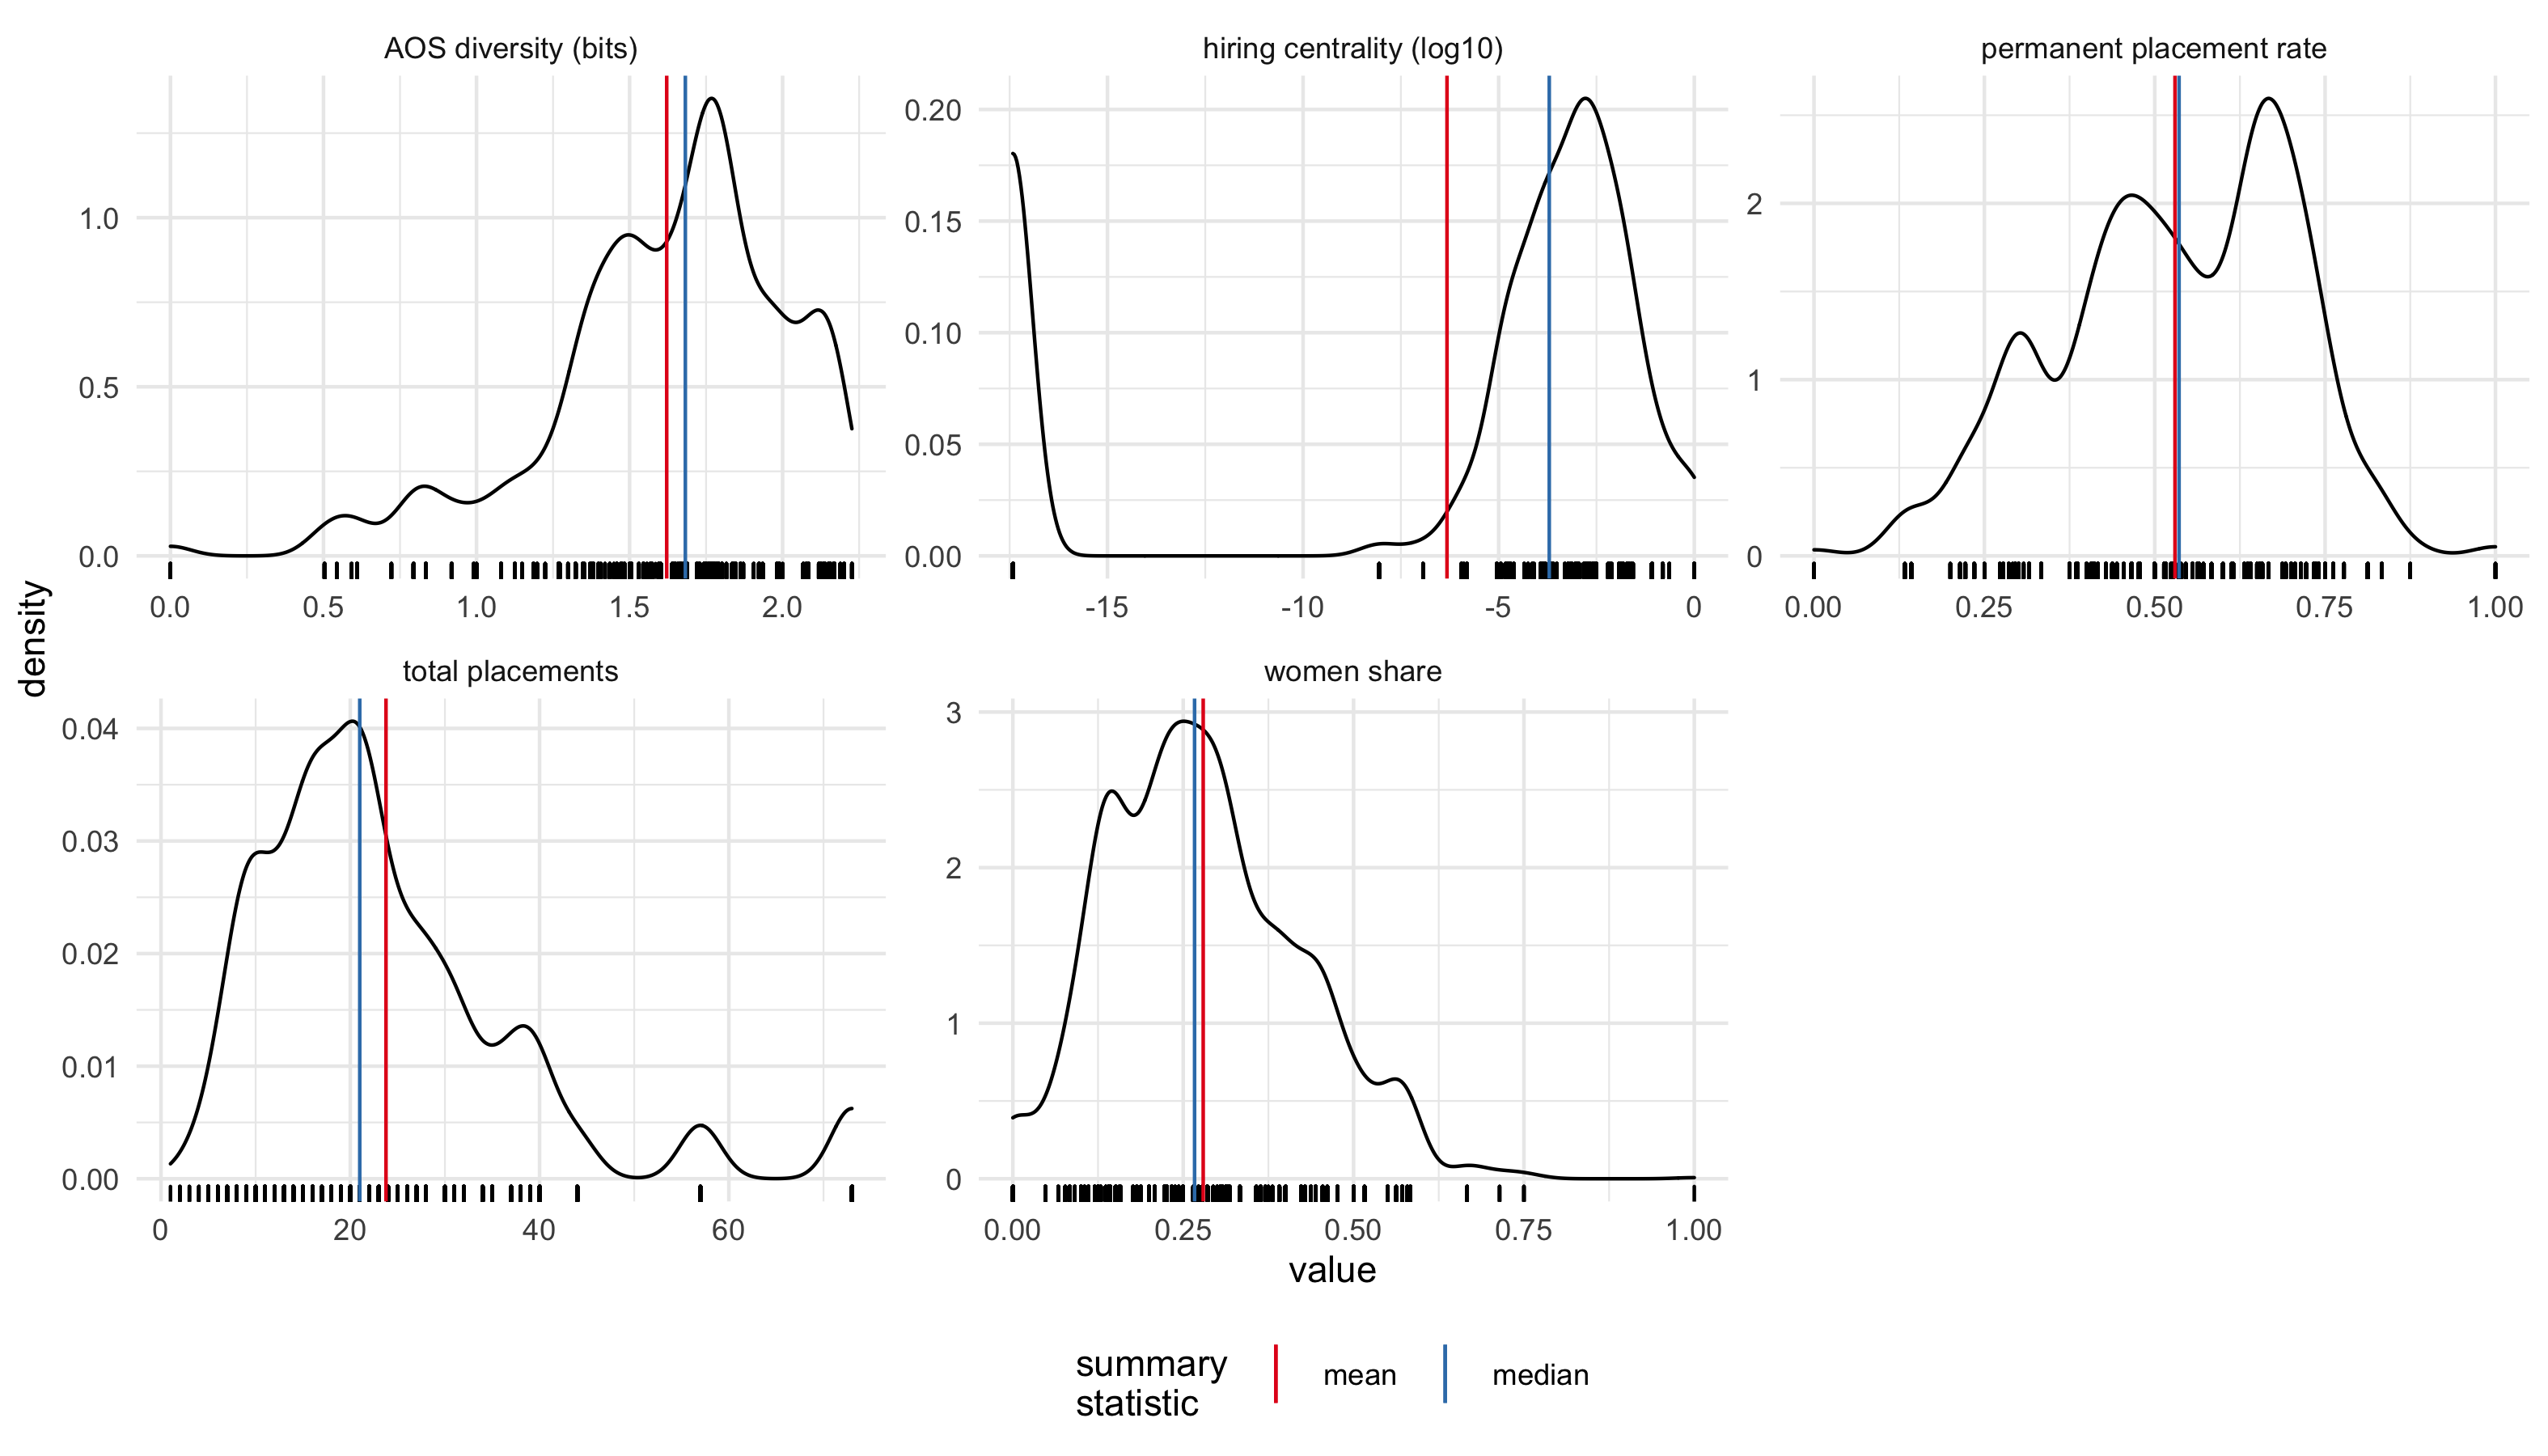 AOS diversity (bits)
hiring centrality (log10)
permanent placement rate
1.0
0.5
0.0
0.0 0.5 1.0 1.5 2.0
0.20
0.15
0.10
0.05
0.00
-15 -10 -5 0
2
1
0
0.00 0.25 0.50 0.75 1.00
density
total placements
women share
0.04
0.03
0.02
0.01
0.00
0 20 40 60
3
2
1
0
0.00 0.25 0.50 0.75 1.00
value
summary
statistic
mean
median